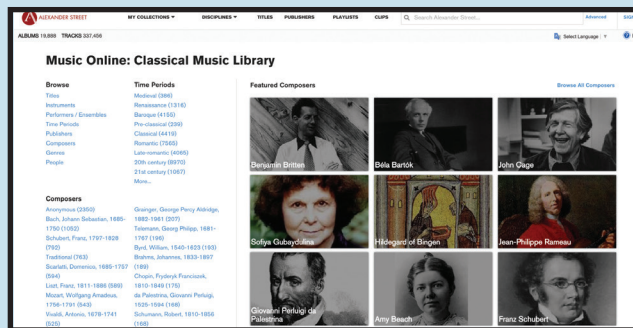 ALEXANDER STREET
MY COLLECTIONS
DISCIPLINES
TITLES
PUBLISHERS
PLAYLISTS
CLIPS
Search Alexander Street...
Advanced
SIGN
ALBUMS 19,898 TRACKS 337,456
Select Language
Music Online: Classical Music Library
Browse
Titles
Instruments
Performers / Ensembles
Time Periods
Publishers
Composers
Genres
People
Time Periods
Medieval (386)
Renaissance (1316)
Baroque (4155)
Pre-classical (339)
Classical (4419)
Romantic (7565)
Late-romantic (4065)
20th century (8970)
21st century (1067)
More...
Composers
Anonymous (2350)
Bach, Johann Sebastian, 1685-
1750 (1052)
Schubert, Franz, 1797-1828
(792)
Traditional (763)
Scarlatti, Domenico, 1685-1757
(594)
Liszt, Franz, 1811-1886 (589)
Mozart, Wolfgang Amadeus,
1756-1791 (543)
Vivaldi, Antonio, 1678-1741
(525)
Grainger, George Percy Aldridge,
1882-1961 (207)
Telemann, Georg Philipp, 1681-
1767 (196)
Byrd, William, 1540-1623 (193)
Brahms, Johannes, 1833-1897
(189)
Chopin, Fryderyk Franciszek,
1810-1849 (175)
da Palestrina, Giovanni Perluigi,
1525-1594 (168)
Schumann, Robert, 1810-1856
(166)
Featured Composers
Browse All Composers
Benjamin Britten
Béla Bartók
John Cage
Sofiya Gubaydulina
Hildegard of Bingen
Jean-Philippe Rameau
Giovanni Perluigi da
Palestrina
Amy Beach
Franz Schubert